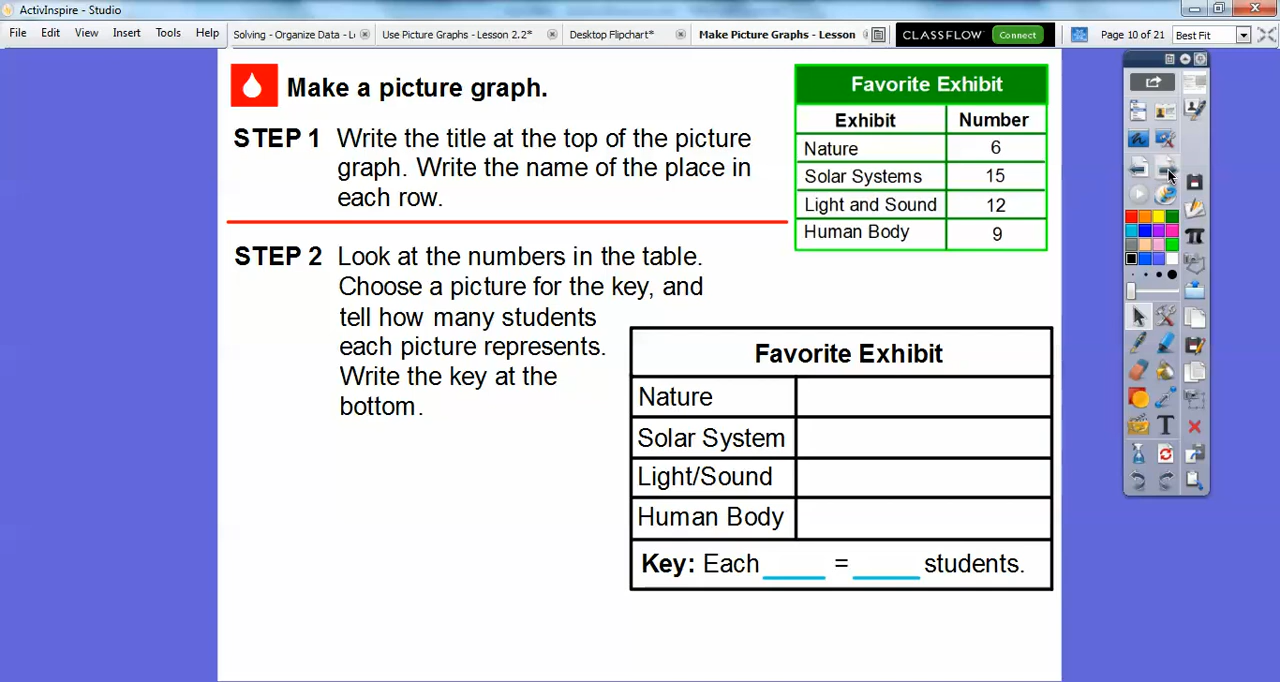 ActivInspire - Studio
File Edit View Insert Tools Help
Solving - Organize Data - L
Use Picture Graphs - Lesson 2.2*
Desktop Flipchart*
Make Picture Graphs - Lesson
CLASSFLOW Connect
Page 10 of 21
Best Fit
Make a picture graph.
STEP 1 Write the title at the top of the picture
graph. Write the name of the place in
each row.
STEP 2 Look at the numbers in the table.
Choose a picture for the key, and
tell how many students
each picture represents.
Write the key at the
bottom.
Favorite Exhibit
Exhibit Number
Nature 6
Solar Systems 15
Light and Sound 12
Human Body 9
Favorite Exhibit
Nature
Solar System
Light/Sound
Human Body
Key: Each ____ = ____ students.